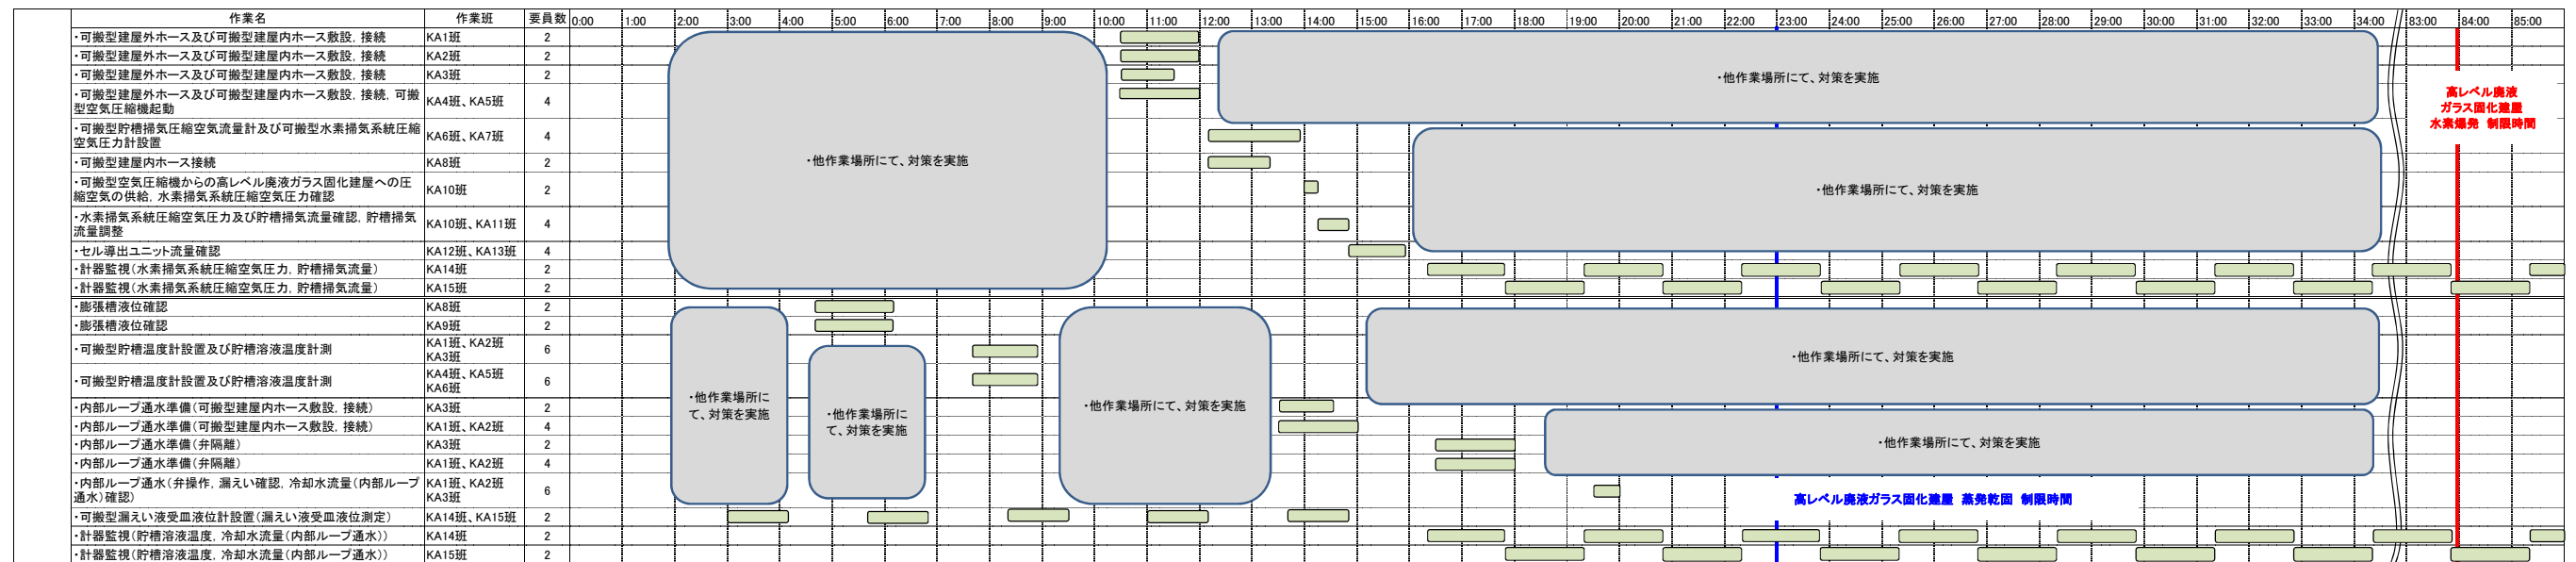 作業名 作業班 要員数 0:00 1:00 2:00 3:00 4:00 5:00 6:00 7:00 8:00 9:00 10:00 11:00 12:00 13:00 14:00 15:00 16:00 17:00 18:00 19:00 20:00 21:00 22:00 23:00 24:00 25:00 26:00 27:00 28:00 29:00 30:00 31:00 32:00 33:00 34:00 83:00 84:00 85:00
・可搬型建屋外ホース及び可搬型建屋内ホース敷設，接続 KA1班 2
・可搬型建屋外ホース及び可搬型建屋内ホース敷設，接続 KA2班 2
・可搬型建屋外ホース及び可搬型建屋内ホース敷設，接続 KA3班 2
・可搬型建屋外ホース及び可搬型建屋内ホース敷設，接続，可搬
型空気圧縮機起動 KA4班、KA5班 4
・可搬型貯槽掃気圧縮空気流量計及び可搬型水素掃気系統圧縮
空気圧力計設置 KA6班、KA7班 4
・可搬型建屋内ホース接続 KA8班 2
・可搬型空気圧縮機からの高レベル廃液ガラス固化建屋への圧
縮空気の供給，水素掃気系統圧縮空気圧力確認 KA10班 2
・水素掃気系統圧縮空気圧力及び貯槽掃気流量確認，貯槽掃気
流量調整 KA10班、KA11班 4
・セル導出ユニット流量確認 KA12班、KA13班 4
・計器監視（水素掃気系統圧縮空気圧力，貯槽掃気流量） KA14班 2
・計器監視（水素掃気系統圧縮空気圧力，貯槽掃気流量） KA15班 2
・他作業場所にて、対策を実施
・他作業場所にて、対策を実施
・他作業場所にて、対策を実施
高レベル廃液
ガラス固化建屋
水素爆発 制限時間
・膨張槽液位確認 KA8班 2
・膨張槽液位確認 KA9班 2
・可搬型貯槽温度計設置及び貯槽溶液温度計測 KA1班、KA2班
KA3班 6
・可搬型貯槽温度計設置及び貯槽溶液温度計測 KA4班、KA5班
KA6班 6
・内部ループ通水準備（可搬型建屋内ホース敷設，接続） KA3班 2
・内部ループ通水準備（可搬型建屋内ホース敷設，接続） KA1班、KA2班 4
・内部ループ通水準備（弁隔離） KA3班 2
・内部ループ通水準備（弁隔離） KA1班、KA2班 4
・内部ループ通水（弁操作，漏えい確認，冷却水流量（内部ループ
通水）確認） KA1班、KA2班
KA3班 6
・可搬型漏えい液受皿液位計設置（漏えい液受皿液位測定） KA14班、KA15班 2
・計器監視（貯槽溶液温度，冷却水流量（内部ループ通水）） KA14班 2
・計器監視（貯槽溶液温度，冷却水流量（内部ループ通水）） KA15班 2
・他作業場所に
て、対策を実施
・他作業場所に
て、対策を実施
・他作業場所にて、対策を実施
・他作業場所にて、対策を実施
・他作業場所にて、対策を実施
高レベル廃液ガラス固化建屋 蒸発乾固 制限時間